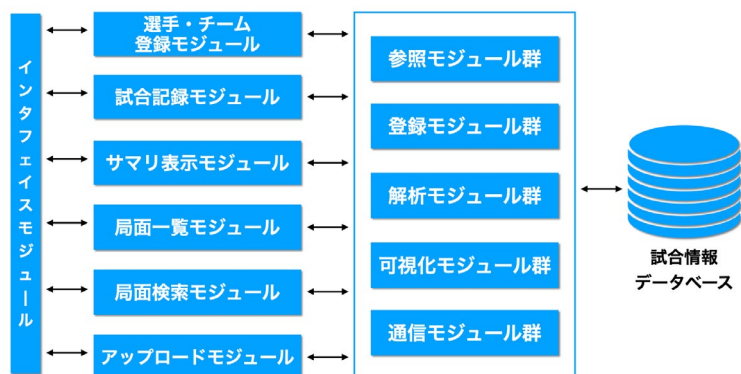 インタフェイスモジュール
選手・チーム
登録モジュール
試合記録モジュール
サマリ表示モジュール
局面一覧モジュール
局面検索モジュール
アップロードモジュール
参照モジュール群
登録モジュール群
解析モジュール群
可視化モジュール群
通信モジュール群
試合情報
データベース